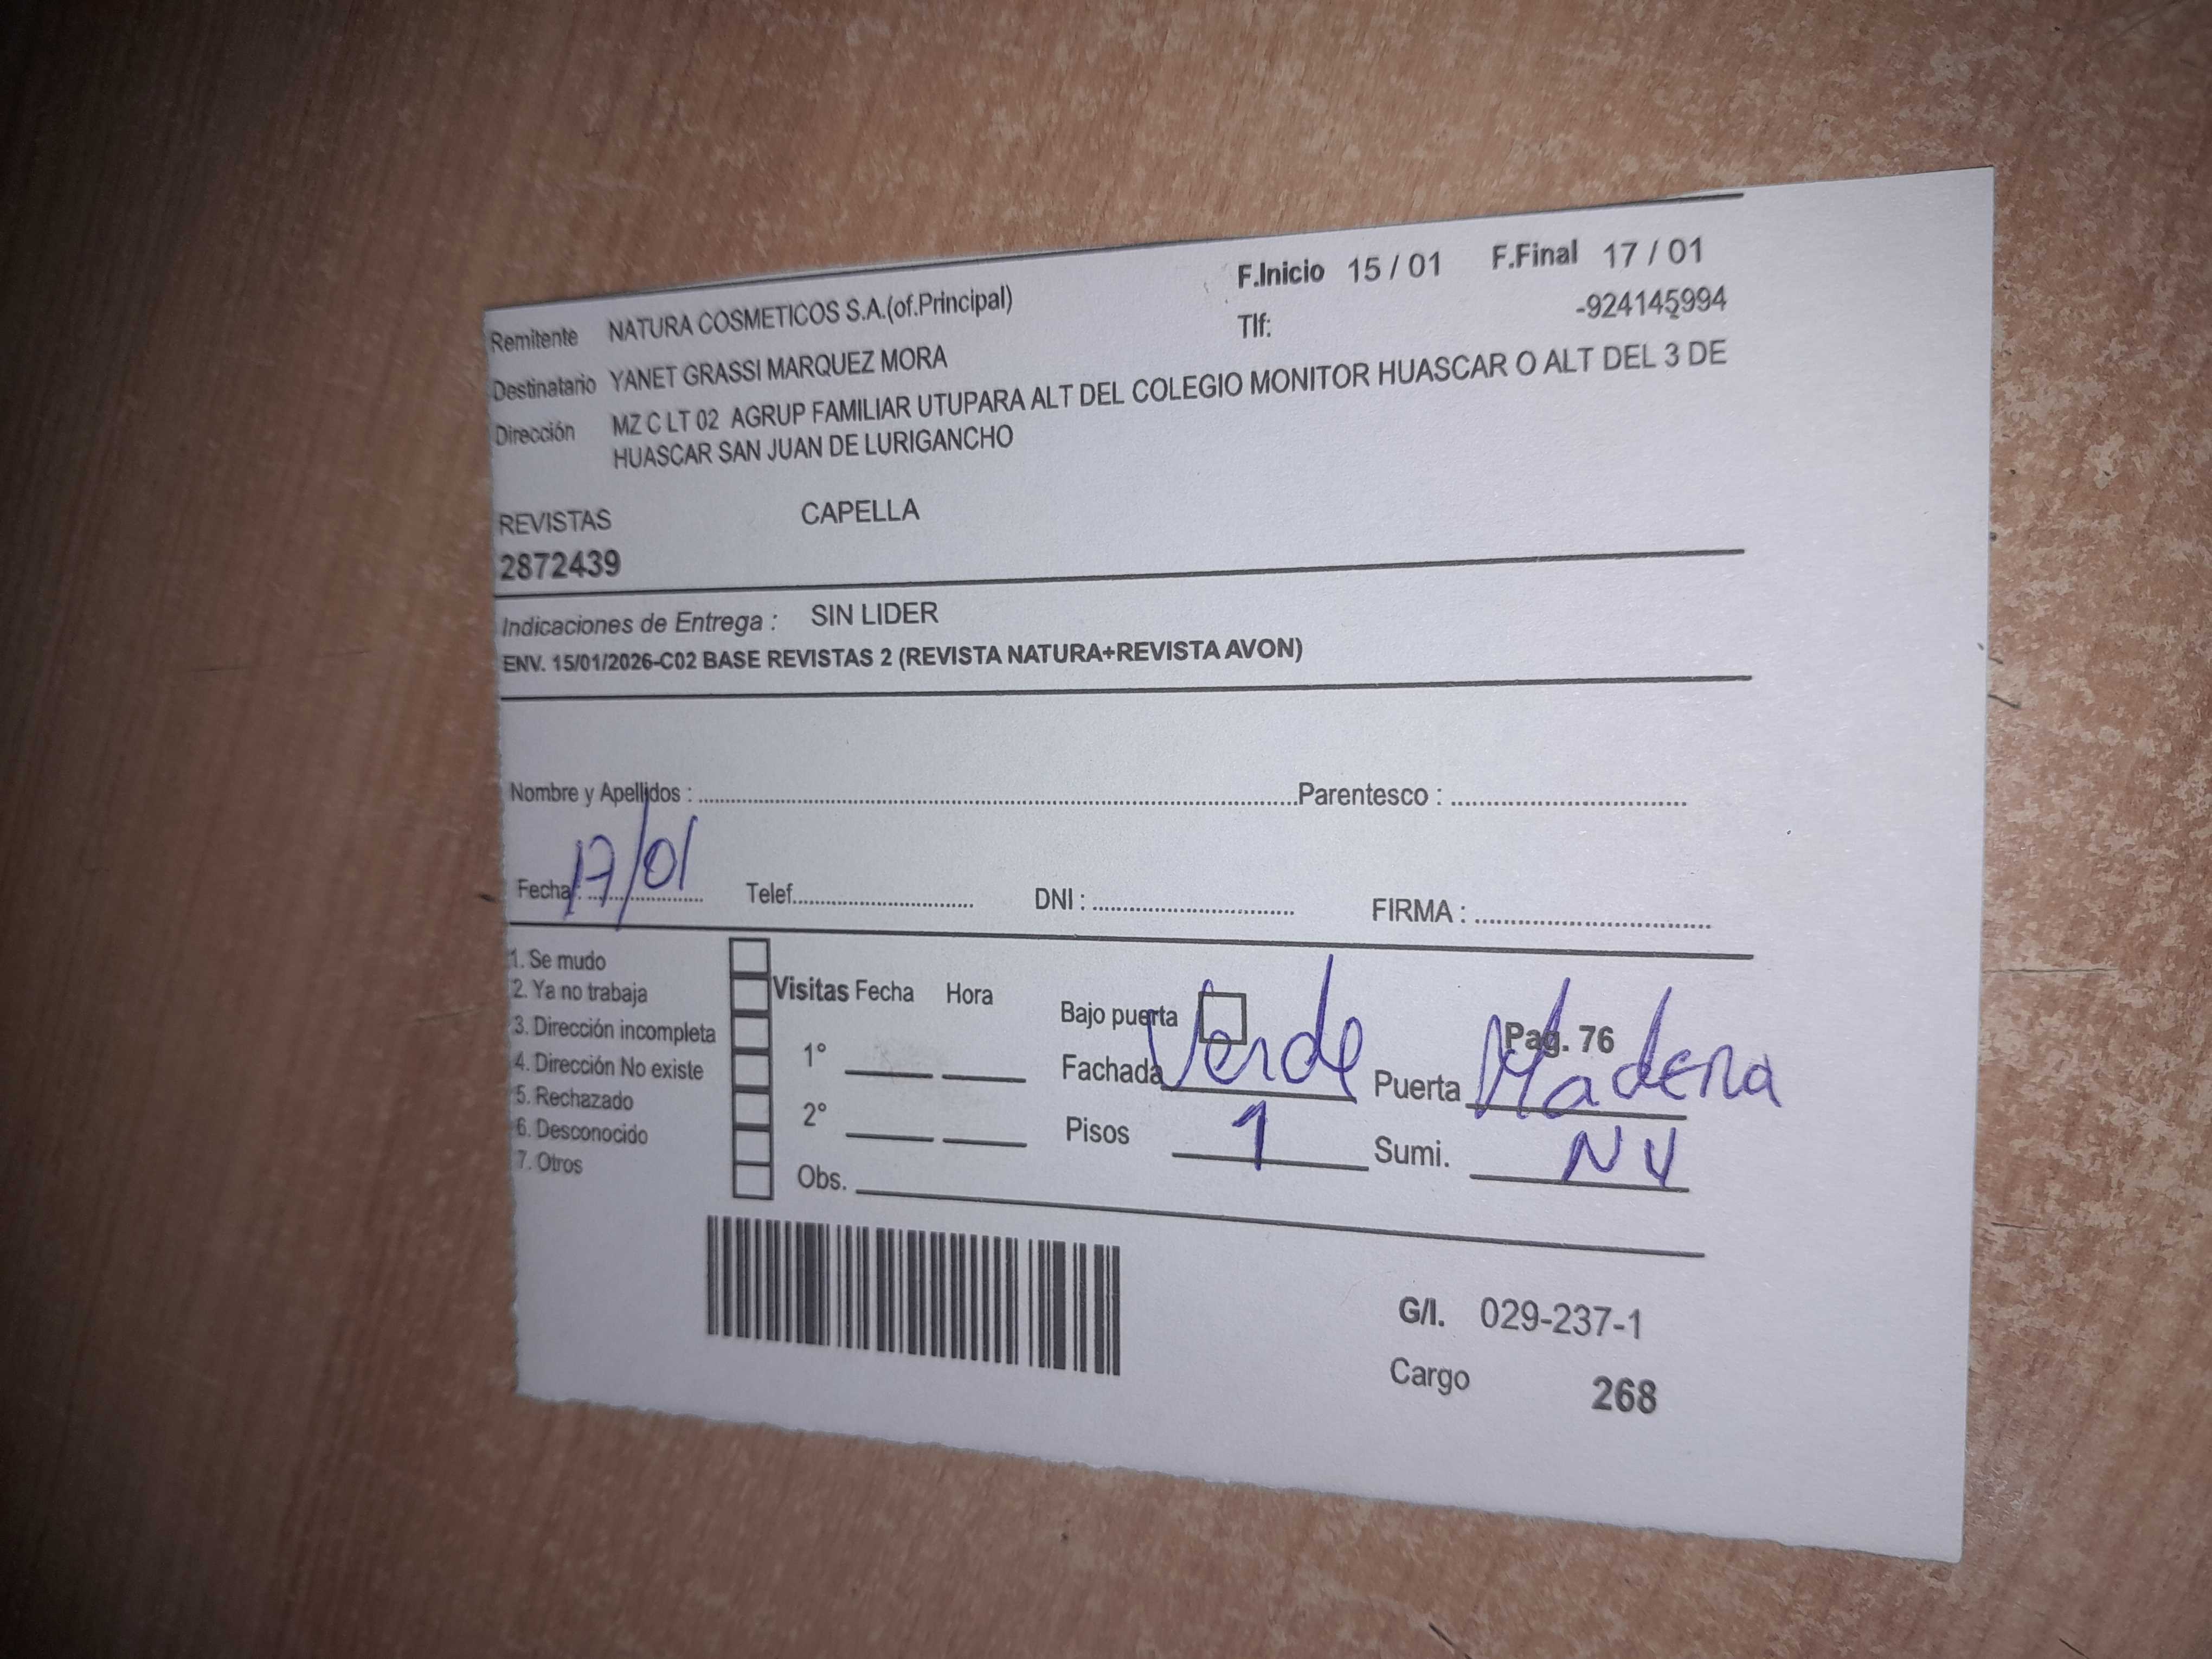 F.Inicio 15 / 01 F.Final 17 / 01
Remitente NATURA COSMETICOS S.A.(of.Principal) Tlf: -924145994
Destinatario YANET GRASSI MARQUEZ MORA
Dirección MZ C LT 02 AGRUP FAMILIAR UTUPARA ALT DEL COLEGIO MONITOR HUASCAR O ALT DEL 3 DE
HUASCAR SAN JUAN DE LURIGANCHO
REVISTAS CAPELLA
2872439
Indicaciones de Entrega : SIN LIDER
ENV. 15/01/2026-C02 BASE REVISTAS 2 (REVISTA NATURA+REVISTA AVON)
Nombre y Apellidos : Parentesco :
Fecha: 17/01 Telef. DNI : FIRMA :
1. Se mudo
2. Ya no trabaja
3. Dirección incompleta
4. Dirección No existe
5. Rechazado
6. Desconocido
7. Otros
Visitas Fecha Hora
1°
2°
Obs.
Bajo puerta Pag. 76
Fachada Verde Puerta Madera
Pisos 1 Sumi. NV
G/I. 029-237-1
Cargo 268